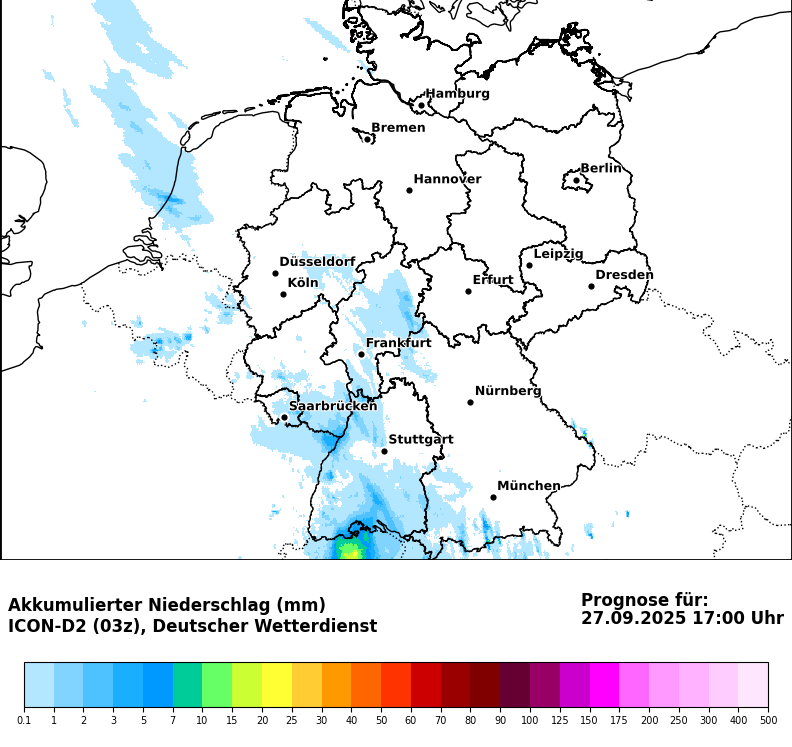 Hamburg
Bremen
Berlin
Hannover
Leipzig
Düsseldorf
Dresden
Köln
Erfurt
Frankfurt
Nürnberg
Saarbrücken
Stuttgart
München
Akkumulierter Niederschlag (mm)
ICON-D2 (03z), Deutscher Wetterdienst
Prognose für:
27.09.2025 17:00 Uhr
0.1 1 2 3 5 7 10 15 20 25 30 40 50 60 70 80 90 100 125 150 175 200 250 300 400 500